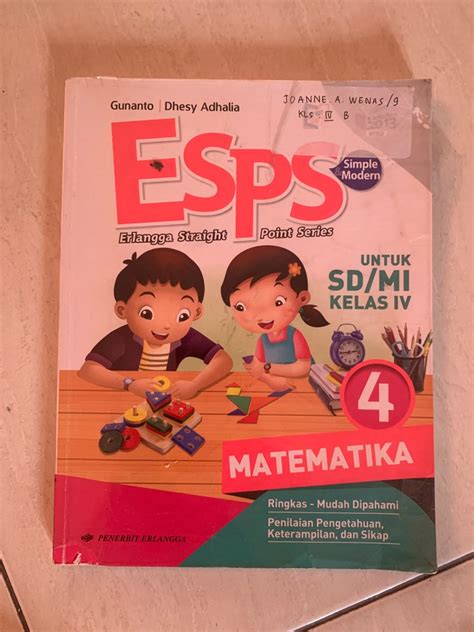 Gunanto | Dhesy Adhalia
JOANNE . A . WENAS / 9
KLS : IV B
ESPS
Simple
& Modern
Erlangga Straight Point Series
UNTUK
SD/MI
KELAS IV
4
MATEMATIKA
Ringkas - Mudah Dipahami
Penilaian Pengetahuan,
Keterampilan, dan Sikap
PENERBIT ERLANGGA